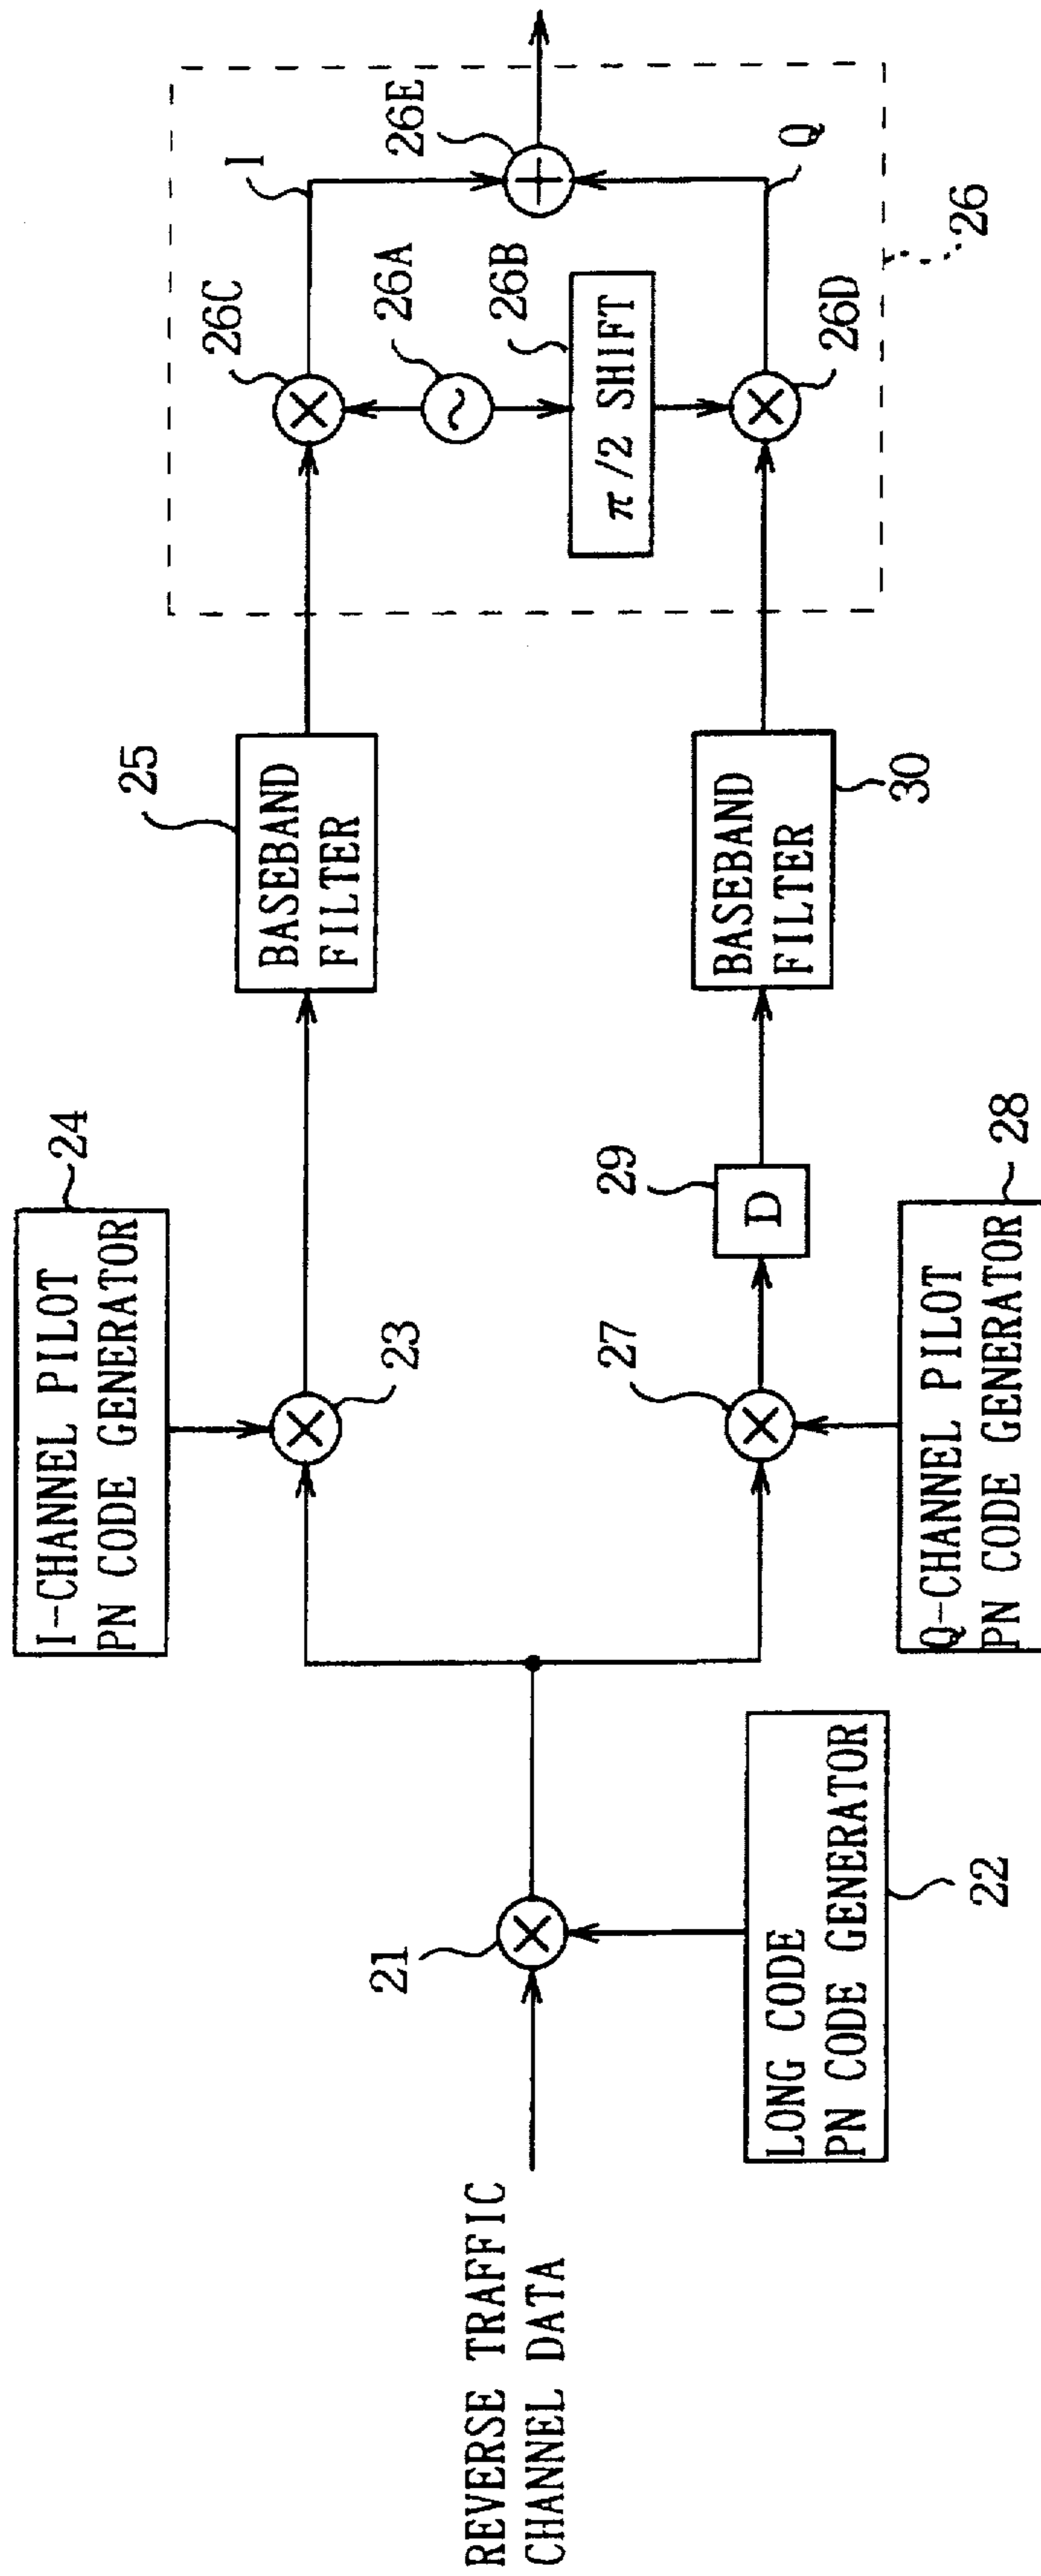 REVERSE TRAFFIC
CHANNEL DATA
21
LONG CODE
PN CODE GENERATOR
22
I-CHANNEL PILOT
PN CODE GENERATOR
24
23
27
Q-CHANNEL PILOT
PN CODE GENERATOR
28
29
D
25
BASEBAND
FILTER
BASEBAND
FILTER
30
26C
I
26A
26B
π/2 SHIFT
26E
26D
Q
26